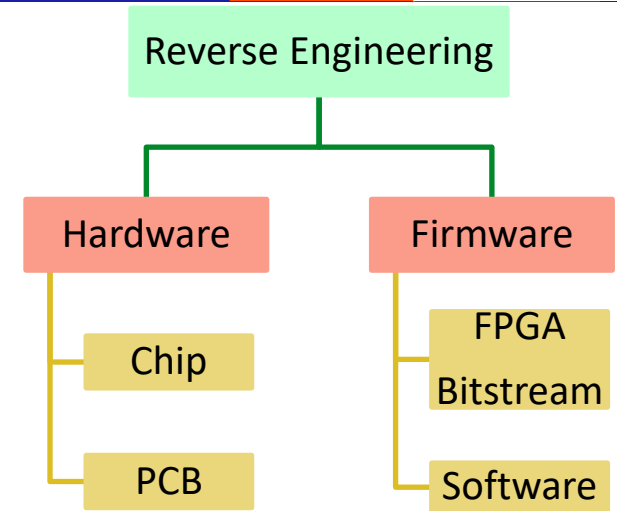 Reverse Engineering
Hardware
Firmware
Chip
FPGA
Bitstream
PCB
Software